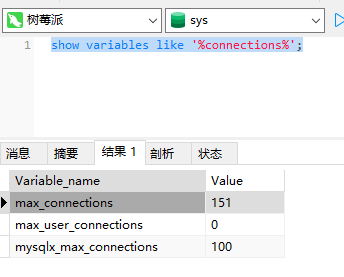 树莓派 sys
1 show variables like '%connections%';
消息 摘要 结果 1 剖析 状态
Variable_name Value
max_connections 151
max_user_connections 0
mysqlx_max_connections 100